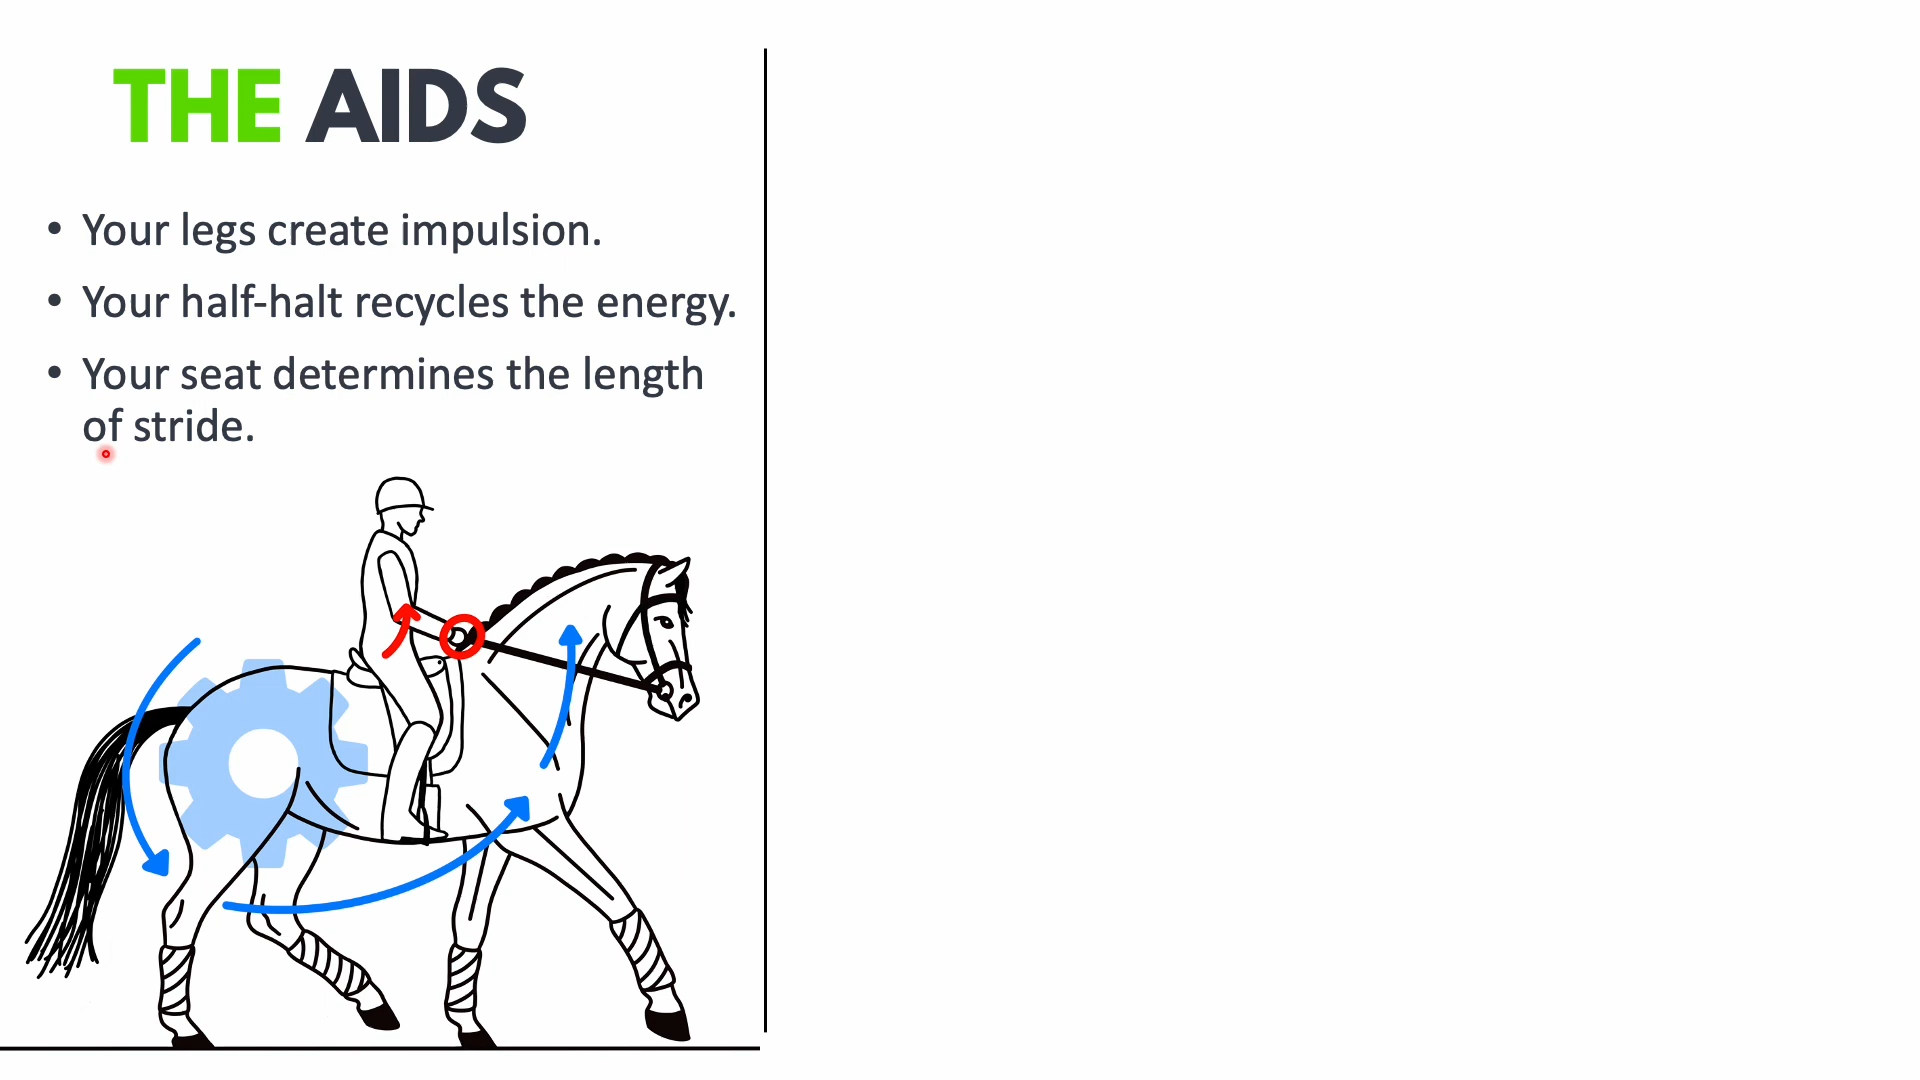 THE AIDS
• Your legs create impulsion.
• Your half-halt recycles the energy.
• Your seat determines the length
of stride.